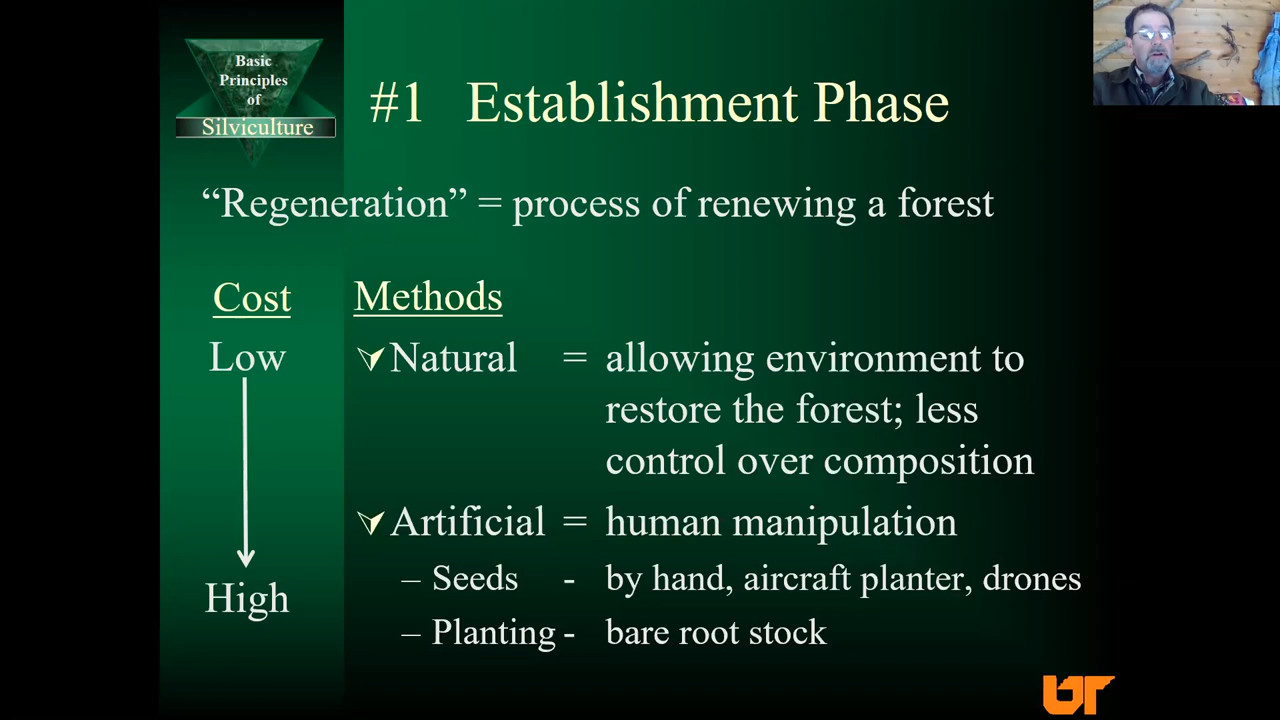 Basic
Principles
of
Silviculture
#1 Establishment Phase
“Regeneration” = process of renewing a forest
Cost
Methods
Low
➢ Natural = allowing environment to
restore the forest; less
control over composition
➢ Artificial = human manipulation
– Seeds - by hand, aircraft planter, drones
High
– Planting - bare root stock
UT